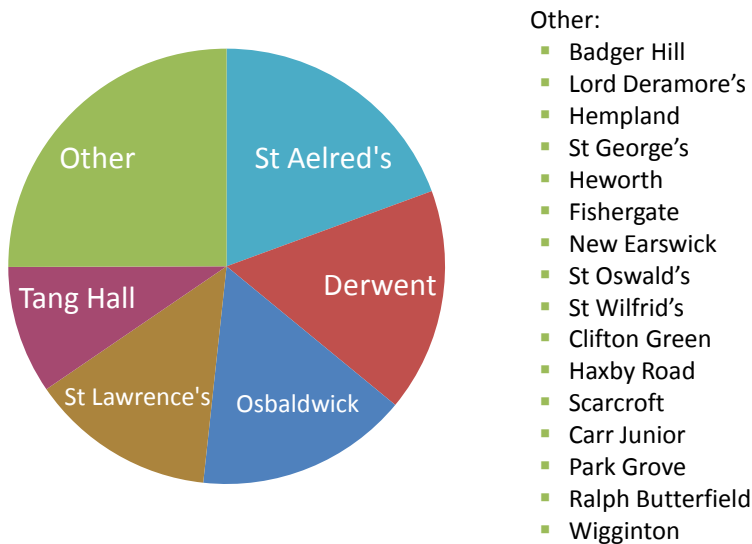 Other
St Aelred's
Derwent
Tang Hall
St Lawrence's
Osbaldwick
Other:
Badger Hill
Lord Deramore’s
Hempland
St George’s
Heworth
Fishergate
New Earswick
St Oswald’s
St Wilfrid’s
Clifton Green
Haxby Road
Scarcroft
Carr Junior
Park Grove
Ralph Butterfield
Wigginton